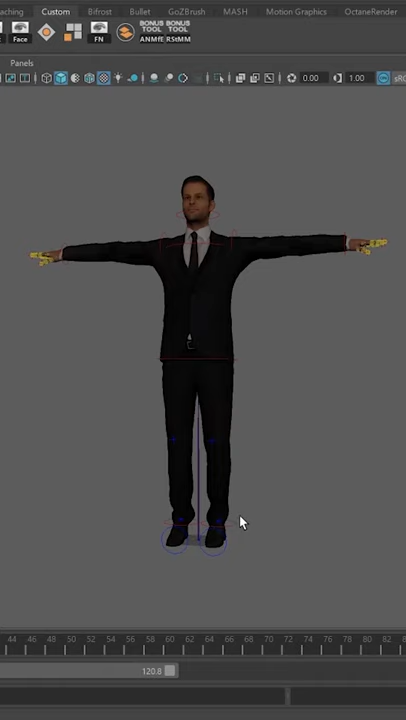 aching Custom Bifrost Bullet GoZBrush MASH Motion Graphics OctaneRender
Face FN BONUS TOOL ANMfE BONUS TOOL RStMM
Panels
0.00 1.00 sRG
44 46 48 50 52 54 56 58 60 62 64 66 68 70 72 74 76 78 80 82
120.8